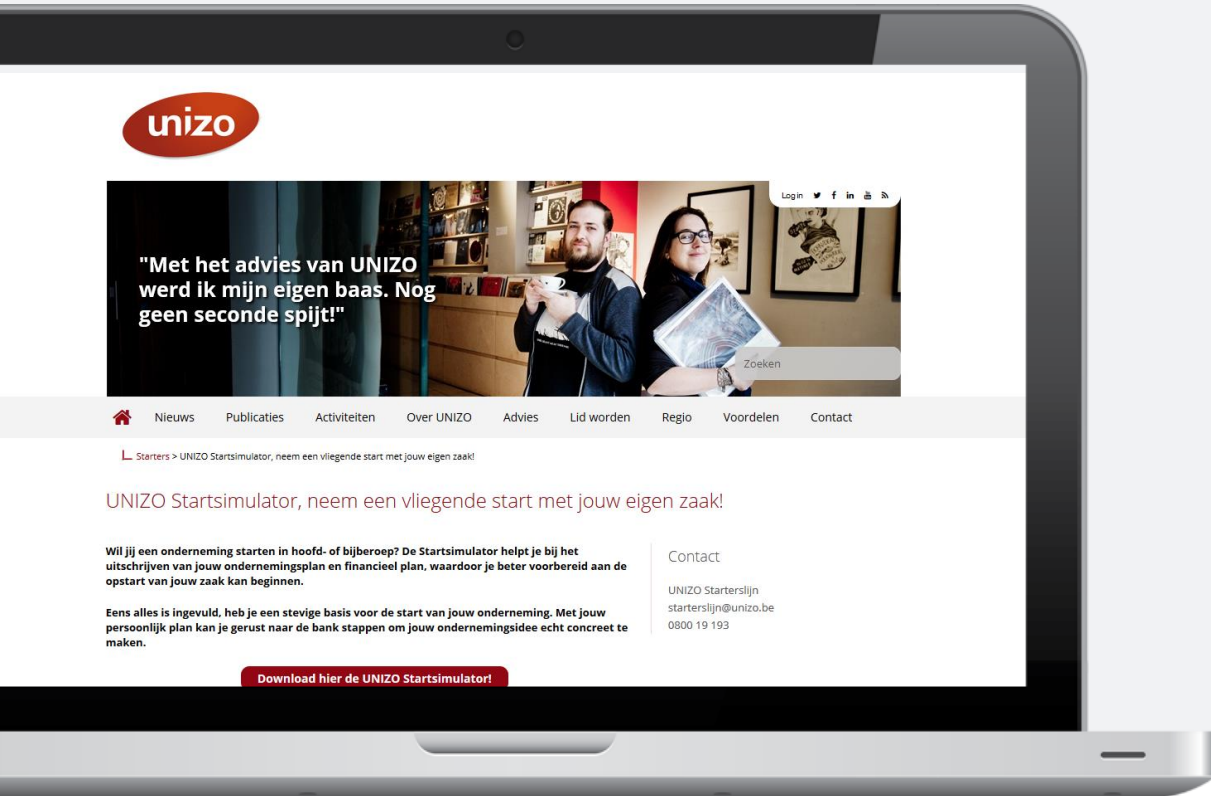 unizo
Login
"Met het advies van UNIZO
werd ik mijn eigen baas. Nog
geen seconde spijt!"
Zoeken
Nieuws Publicaties Activiteiten Over UNIZO Advies Lid worden Regio Voordelen Contact
Starters > UNIZO Startsimulator, neem een vliegende start met jouw eigen zaak!
UNIZO Startsimulator, neem een vliegende start met jouw eigen zaak!
Wil jij een onderneming starten in hoofd- of bijberoep? De Startsimulator helpt je bij het
uitschrijven van jouw ondernemingsplan en financieel plan, waardoor je beter voorbereid aan de
opstart van jouw zaak kan beginnen.
Eens alles is ingevuld, heb je een stevige basis voor de start van jouw onderneming. Met jouw
persoonlijk plan kan je gerust naar de bank stappen om jouw ondernemingsidee echt concreet te
maken.
Download hier de UNIZO Startsimulator!
Contact
UNIZO Starterslijn
starterslijn@unizo.be
0800 19 193